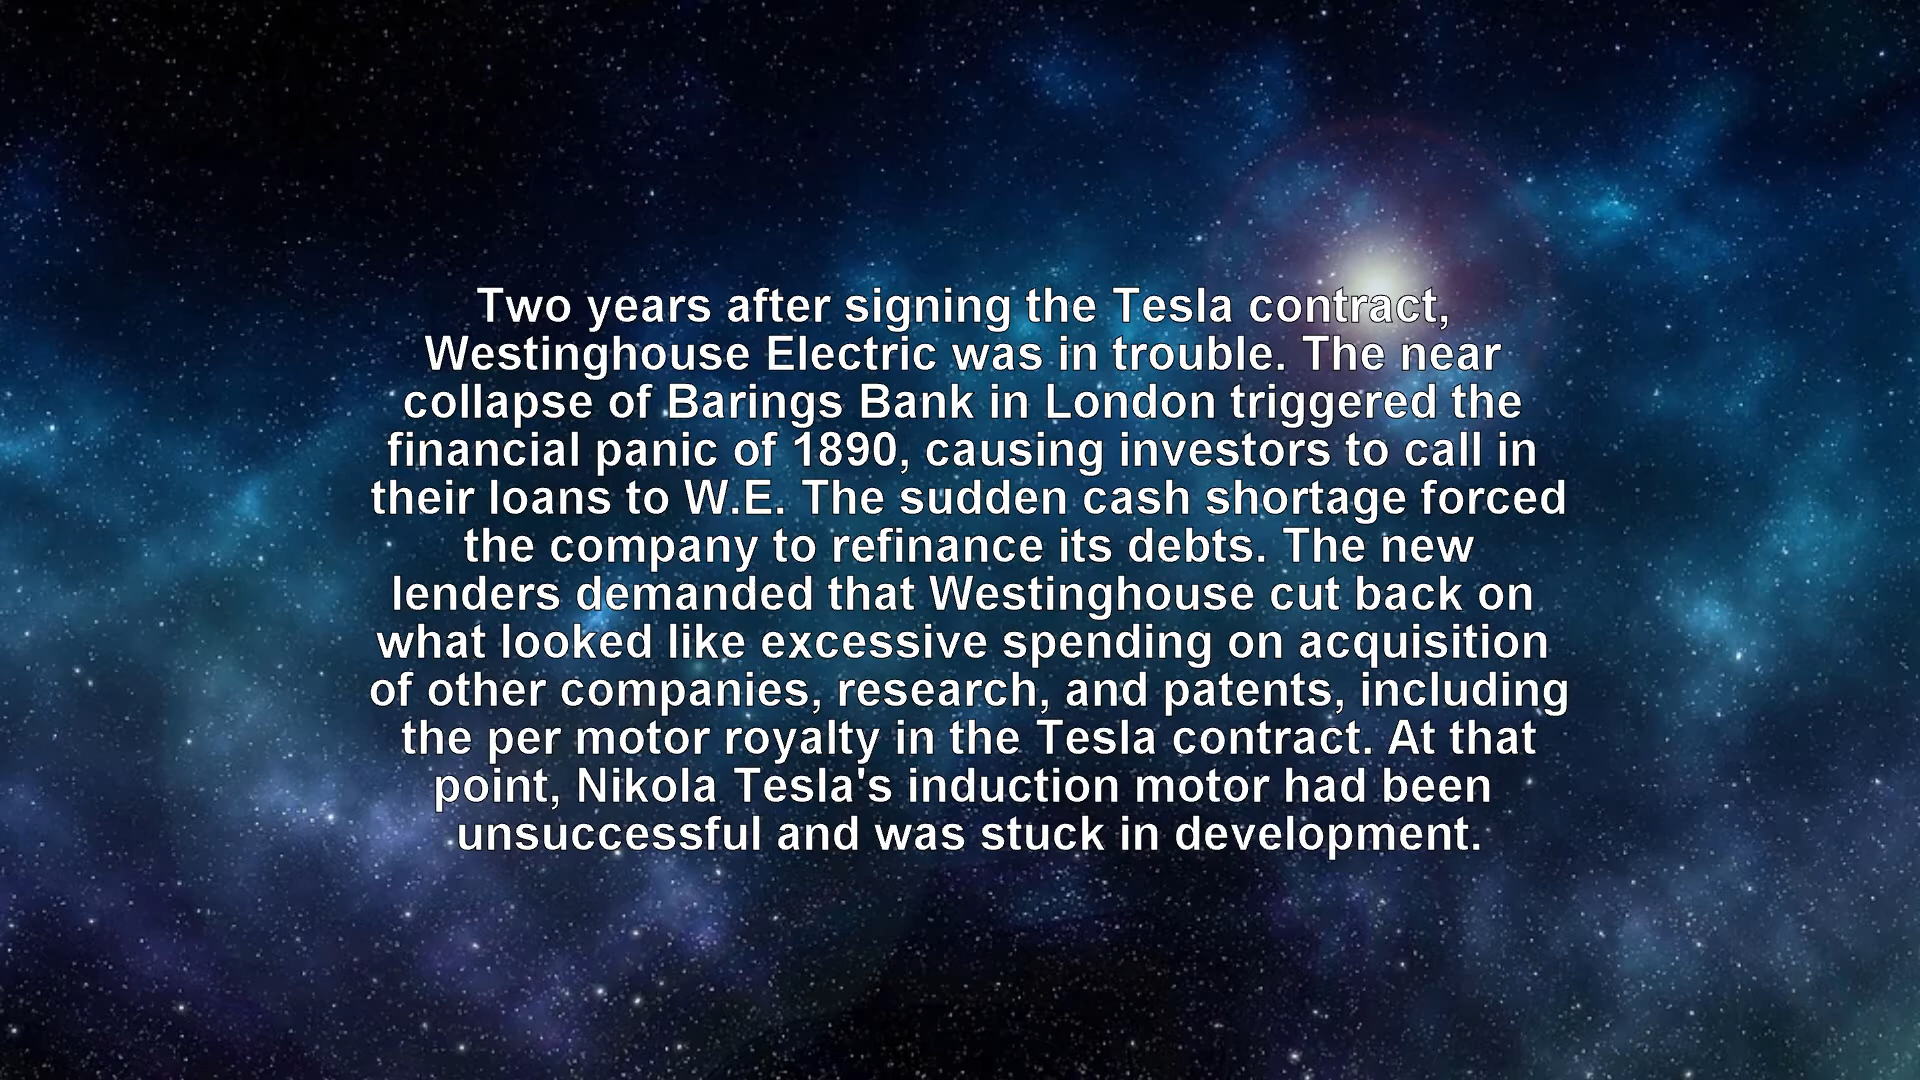 Two years after signing the Tesla contract,
Westinghouse Electric was in trouble. The near
collapse of Barings Bank in London triggered the
financial panic of 1890, causing investors to call in
their loans to W.E. The sudden cash shortage forced
the company to refinance its debts. The new
lenders demanded that Westinghouse cut back on
what looked like excessive spending on acquisition
of other companies, research, and patents, including
the per motor royalty in the Tesla contract. At that
point, Nikola Tesla's induction motor had been
unsuccessful and was stuck in development.